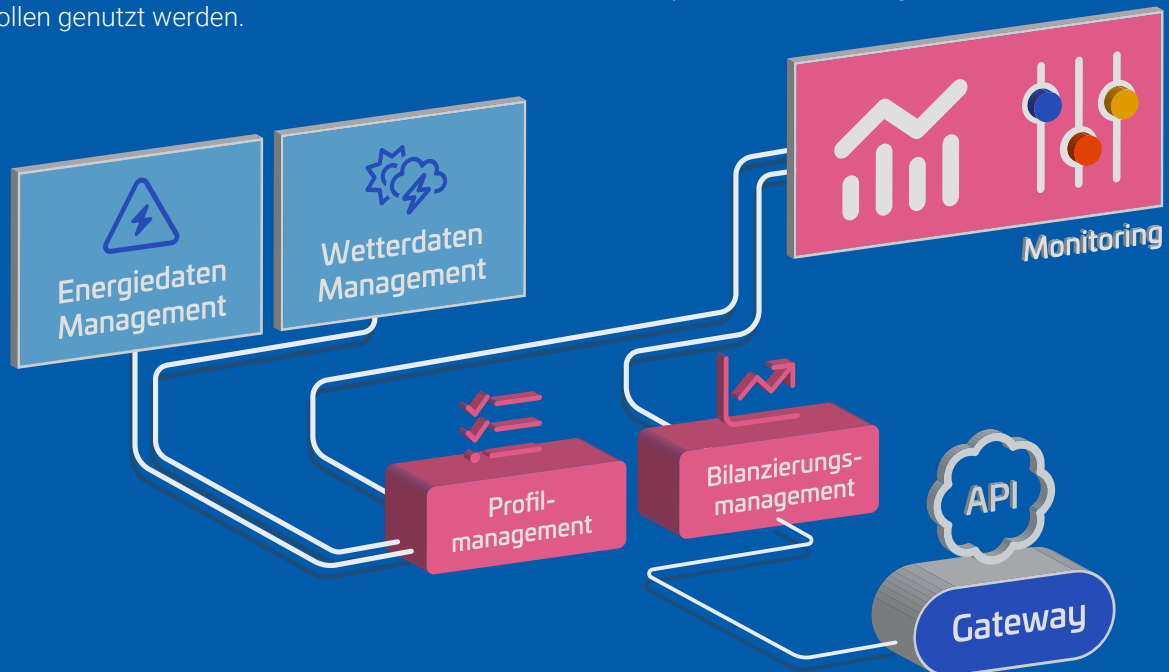 ollen genutzt werden.
Energiedaten
Management
Wetterdaten
Management
Monitoring
Profil-
management
Bilanzierungs-
management
API
Gateway